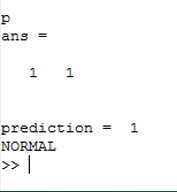 p
ans =
1 1
prediction = 1
NORMAL
>>